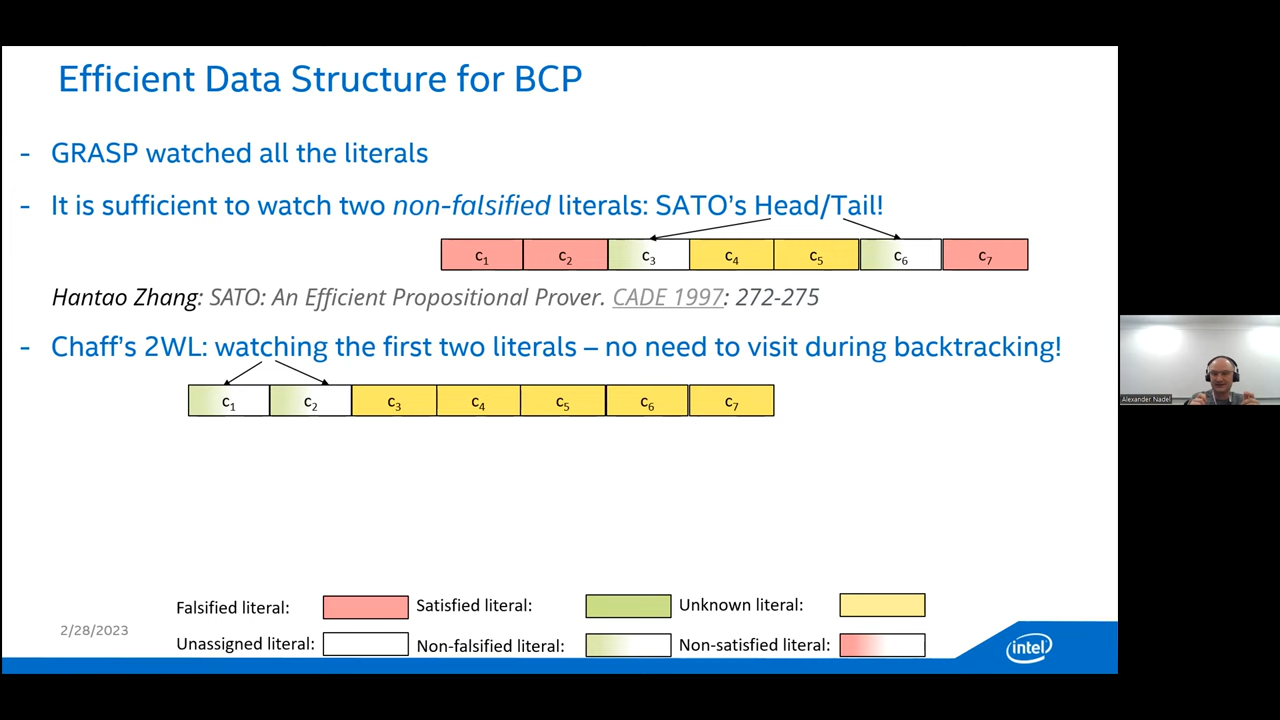 Efficient Data Structure for BCP
- GRASP watched all the literals
- It is sufficient to watch two non-falsified literals: SATO's Head/Tail!
c1 c2 c3 c4 c5 c6 c7
Hantao Zhang: SATO: An Efficient Propositional Prover. CADE 1997: 272-275
- Chaff's 2WL: watching the first two literals – no need to visit during backtracking!
c1 c2 c3 c4 c5 c6 c7
Alexander Nadel
Falsified literal: Satisfied literal: Unknown literal:
2/28/2023
Unassigned literal: Non-falsified literal: Non-satisfied literal:
intel